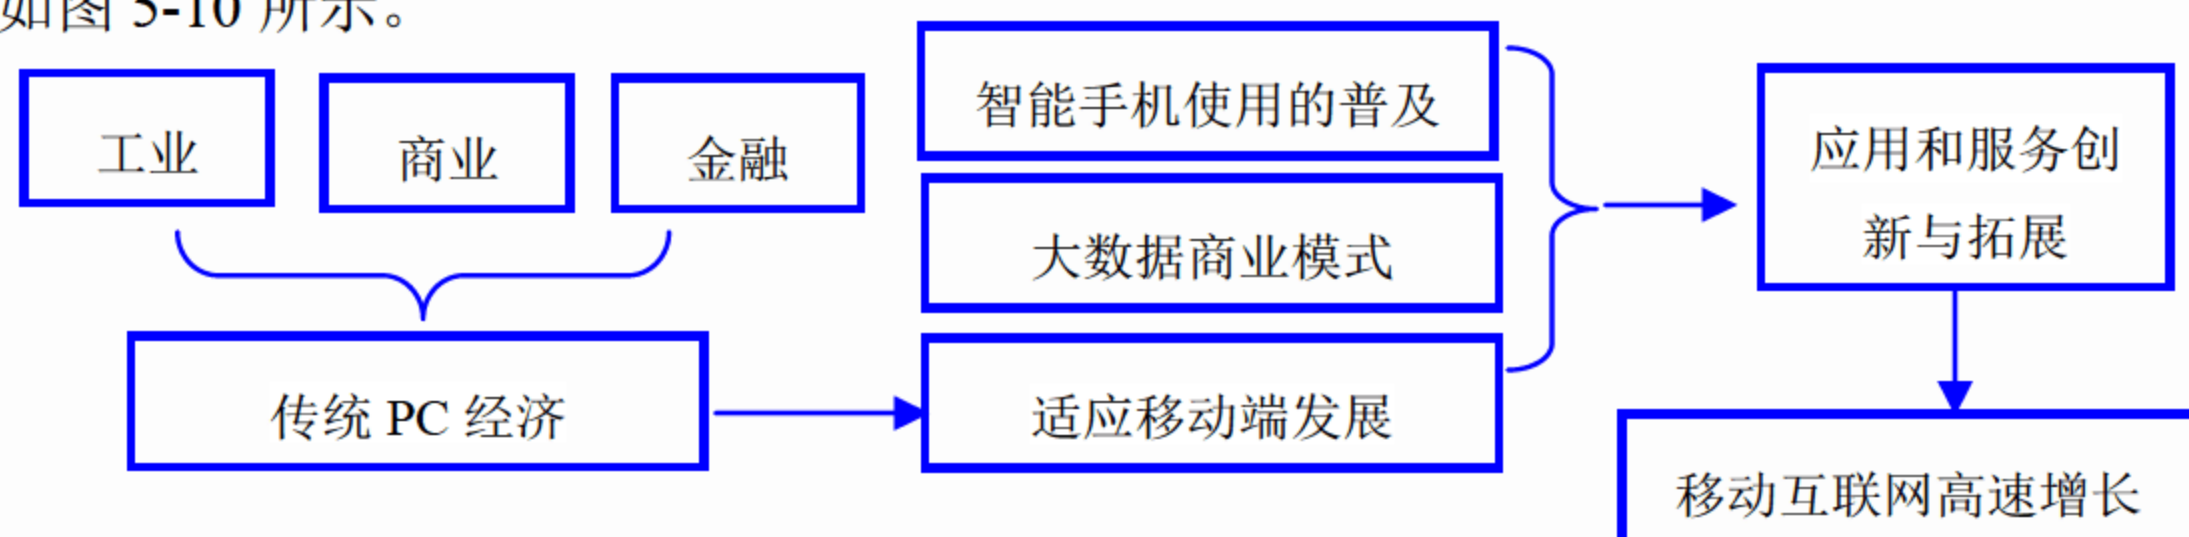 如图 5-10 所示。
工业
商业
金融
传统 PC 经济
智能手机使用的普及
大数据商业模式
适应移动端发展
应用和服务创
新与拓展
移动互联网高速增长